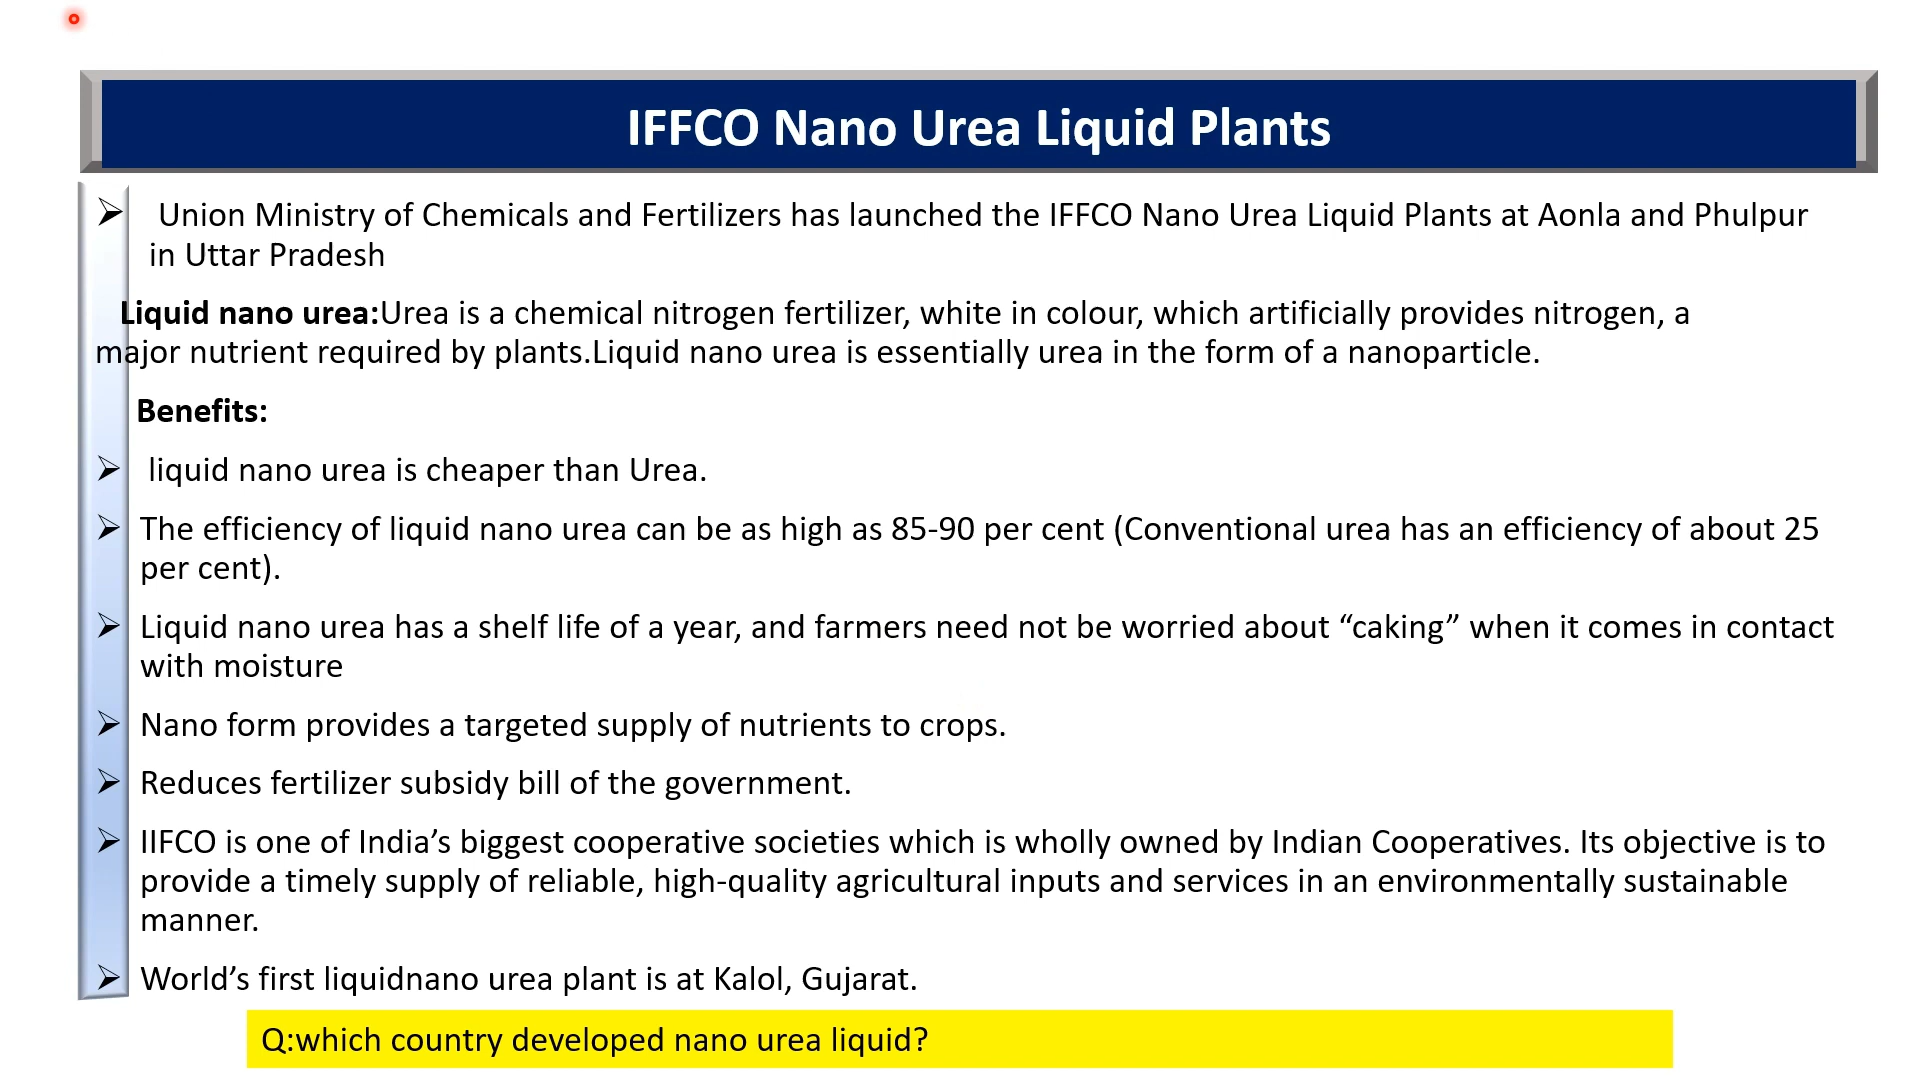 IFFCO Nano Urea Liquid Plants
➢ Union Ministry of Chemicals and Fertilizers has launched the IFFCO Nano Urea Liquid Plants at Aonla and Phulpur
in Uttar Pradesh
Liquid nano urea:Urea is a chemical nitrogen fertilizer, white in colour, which artificially provides nitrogen, a
major nutrient required by plants.Liquid nano urea is essentially urea in the form of a nanoparticle.
Benefits:
➢ liquid nano urea is cheaper than Urea.
➢ The efficiency of liquid nano urea can be as high as 85-90 per cent (Conventional urea has an efficiency of about 25
per cent).
➢ Liquid nano urea has a shelf life of a year, and farmers need not be worried about “caking” when it comes in contact
with moisture
➢ Nano form provides a targeted supply of nutrients to crops.
➢ Reduces fertilizer subsidy bill of the government.
➢ IIFCO is one of India’s biggest cooperative societies which is wholly owned by Indian Cooperatives. Its objective is to
provide a timely supply of reliable, high-quality agricultural inputs and services in an environmentally sustainable
manner.
➢ World’s first liquidnano urea plant is at Kalol, Gujarat.
Q:which country developed nano urea liquid?